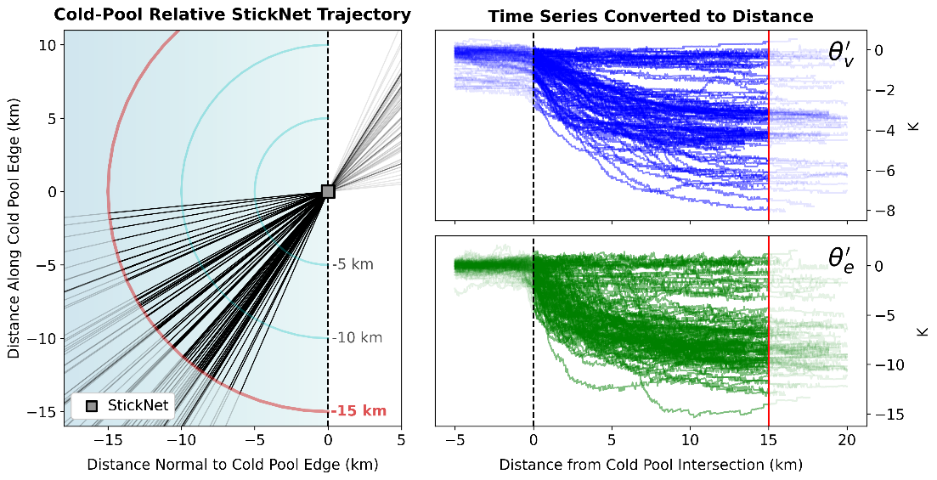 Cold-Pool Relative StickNet Trajectory
10
5
0
−5
−10
−15
Distance Along Cold Pool Edge (km)
-5 km
-10 km
-15 km
StickNet
−15
−10
−5
0
5
Distance Normal to Cold Pool Edge (km)
Time Series Converted to Distance
θ′v
0
−2
−4
−6
−8
K
θ′e
0
−5
−10
−15
K
−5
0
5
10
15
20
Distance from Cold Pool Intersection (km)